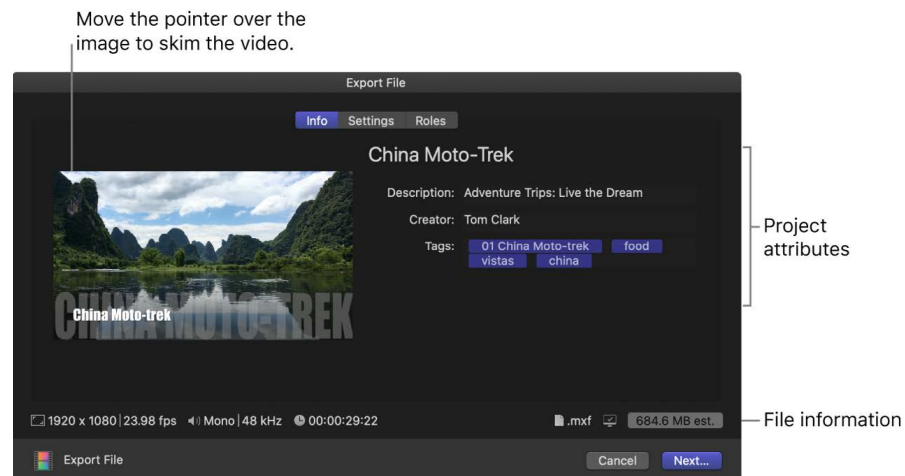 Move the pointer over the
image to skim the video.
Export File
Info Settings Roles
China Moto-Trek
Description: Adventure Trips: Live the Dream
Creator: Tom Clark
Tags: 01 China Moto-trek food
vistas china
Project
attributes
CHINA MOTO-TREK
China Moto-trek
1920 x 1080 | 23.98 fps Mono | 48 kHz 00:00:29:22 .mxf 684.6 MB est.
File information
Export File Cancel Next...